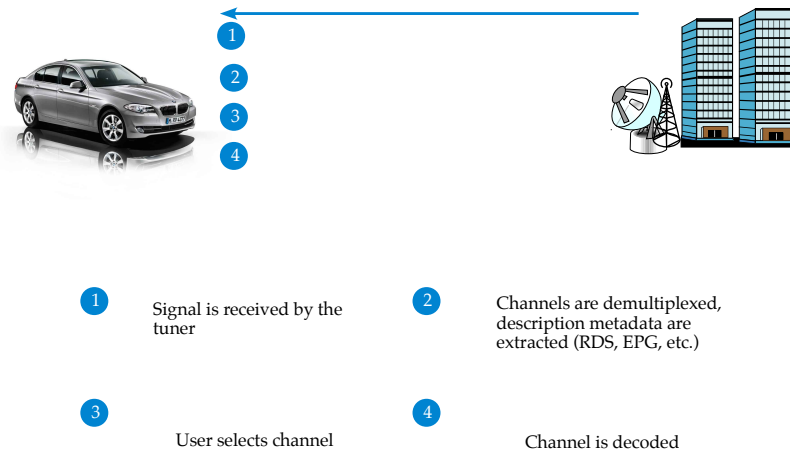 1
2
3
4
1
Signal is received by the
tuner
2
Channels are demultiplexed,
description metadata are
extracted (RDS, EPG, etc.)
3
User selects channel
4
Channel is decoded